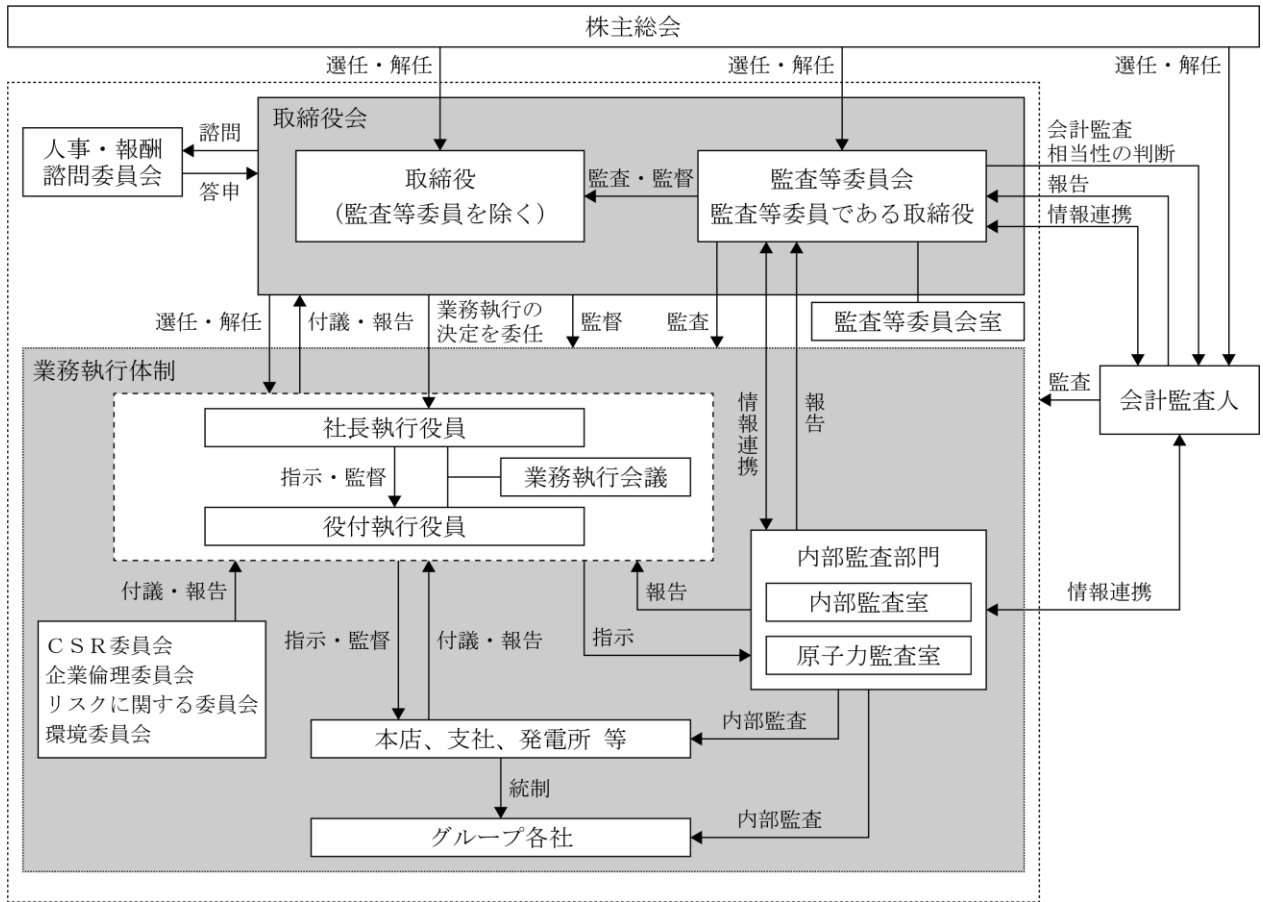 株主総会
選任・解任
選任・解任
選任・解任
取締役会
人事・報酬
諮問委員会
諮問
答申
取締役
（監査等委員を除く）
監査・監督
監査等委員会
監査等委員である取締役
会計監査
相当性の判断
報告
情報連携
選任・解任
付議・報告
業務執行の
決定を委任
監督
監査
監査等委員会室
業務執行体制
社長執行役員
指示・監督
業務執行会議
役付執行役員
情報連携
報告
監査
会計監査人
付議・報告
報告
内部監査部門
内部監査室
原子力監査室
情報連携
ＣＳＲ委員会
企業倫理委員会
リスクに関する委員会
環境委員会
指示・監督
付議・報告
指示
本店、支社、発電所 等
内部監査
統制
グループ各社
内部監査